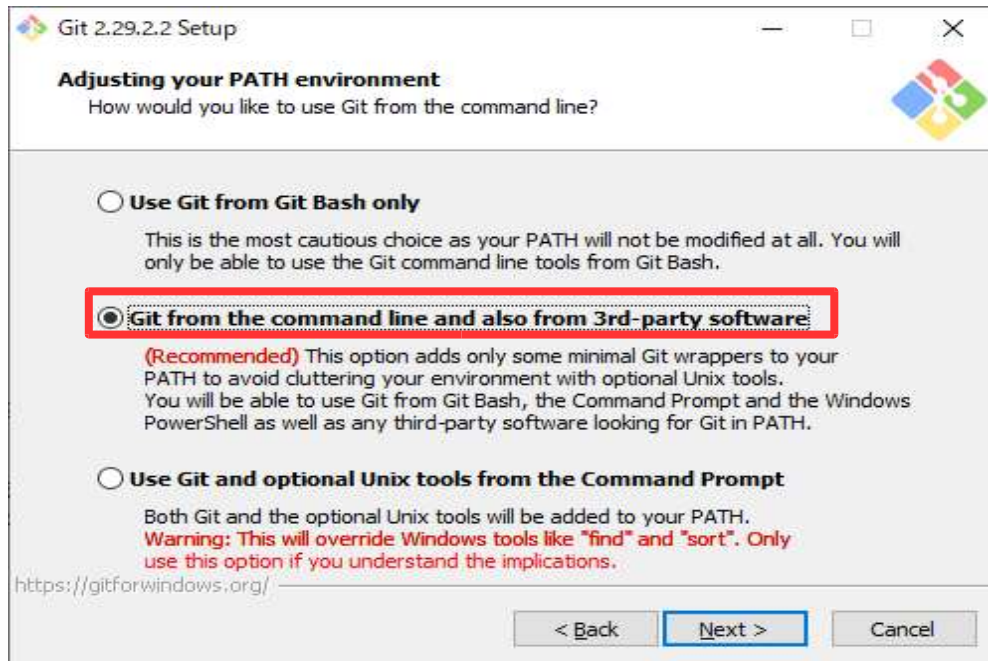 Git 2.29.2.2 Setup
Adjusting your PATH environment
How would you like to use Git from the command line?
Use Git from Git Bash only
This is the most cautious choice as your PATH will not be modified at all. You will
only be able to use the Git command line tools from Git Bash.
Git from the command line and also from 3rd-party software
(Recommended) This option adds only some minimal Git wrappers to your
PATH to avoid cluttering your environment with optional Unix tools.
You will be able to use Git from Git Bash, the Command Prompt and the Windows
PowerShell as well as any third-party software looking for Git in PATH.
Use Git and optional Unix tools from the Command Prompt
Both Git and the optional Unix tools will be added to your PATH.
Warning: This will override Windows tools like "find" and "sort". Only
use this option if you understand the implications.
https://gitforwindows.org/
< Back Next > Cancel